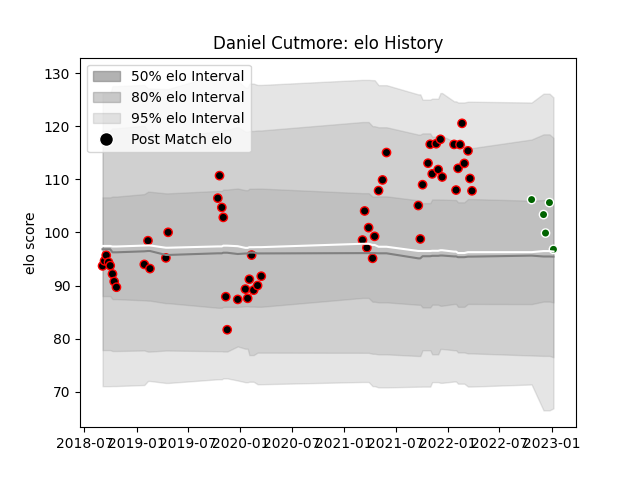 Daniel Cutmore: elo History
50% elo Interval
80% elo Interval
95% elo Interval
Post Match elo
elo score
130
120
110
100
90
80
70
2018-07 2019-01 2019-07 2020-01 2020-07 2021-01 2021-07 2022-01 2022-07 2023-01